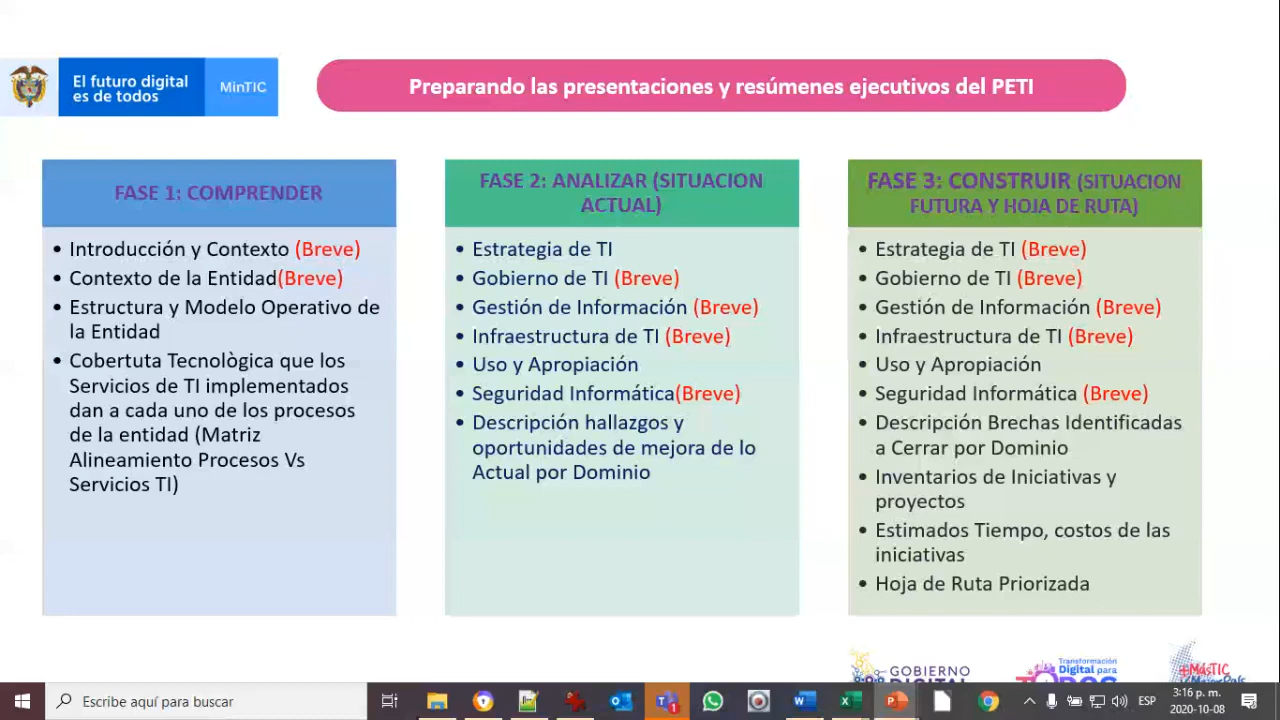 El futuro digital
es de todos
MinTIC
Preparando las presentaciones y resúmenes ejecutivos del PETI
FASE 1: COMPRENDER
• Introducción y Contexto (Breve)
• Contexto de la Entidad(Breve)
• Estructura y Modelo Operativo de
la Entidad
• Cobertuta Tecnològica que los
Servicios de TI implementados
dan a cada uno de los procesos
de la entidad (Matriz
Alineamiento Procesos Vs
Servicios TI)
FASE 2: ANALIZAR (SITUACION
ACTUAL)
• Estrategia de TI
• Gobierno de TI (Breve)
• Gestión de Información (Breve)
• Infraestructura de TI (Breve)
• Uso y Apropiación
• Seguridad Informática(Breve)
• Descripción hallazgos y
oportunidades de mejora de lo
Actual por Dominio
FASE 3: CONSTRUIR (SITUACION
FUTURA Y HOJA DE RUTA)
• Estrategia de TI (Breve)
• Gobierno de TI (Breve)
• Gestión de Información (Breve)
• Infraestructura de TI (Breve)
• Uso y Apropiación
• Seguridad Informática (Breve)
• Descripción Brechas Identificadas
a Cerrar por Dominio
• Inventarios de Iniciativas y
proyectos
• Estimados Tiempo, costos de las
iniciativas
• Hoja de Ruta Priorizada
GOBIERNO
DIGITAL
Transformación
Digital para
TODOS
+MásTIC
Escribe aquí para buscar
ESP
3:16 p. m.
2020-10-08